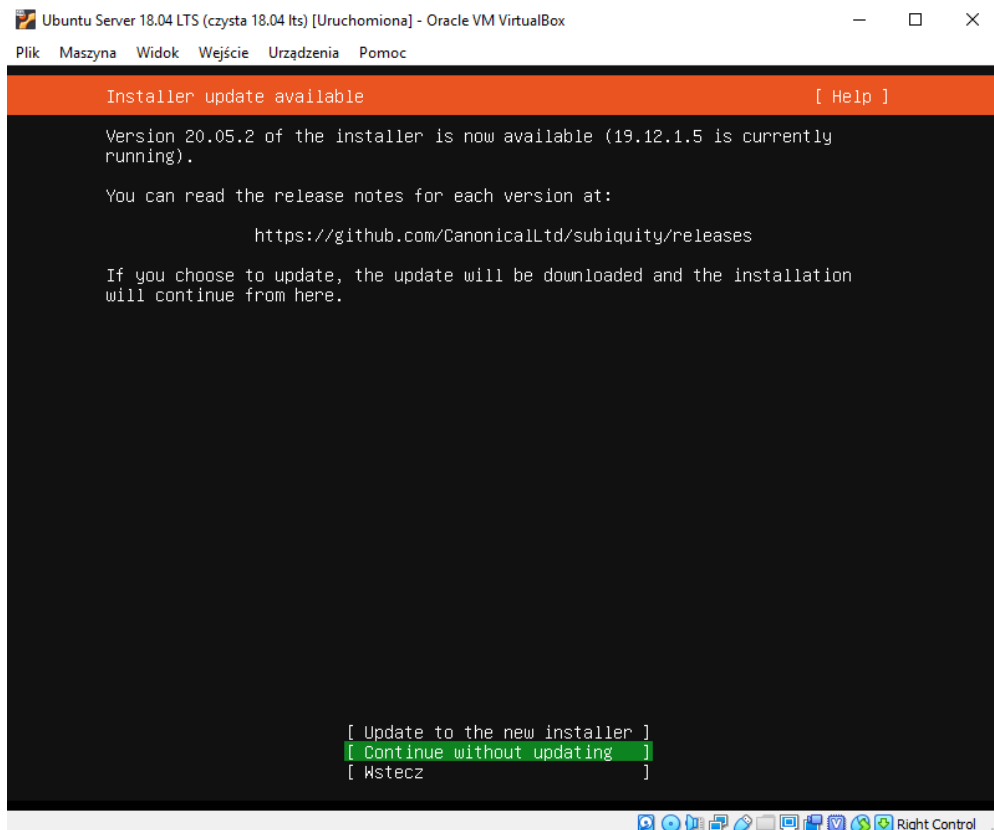 Ubuntu Server 18.04 LTS (czysta 18.04 lts) [Uruchomiona] - Oracle VM VirtualBox
Plik Maszyna Widok Wejście Urządzenia Pomoc
Installer update available [ Help ]
Version 20.05.2 of the installer is now available (19.12.1.5 is currently
running).
You can read the release notes for each version at:
https://github.com/CanonicalLtd/subiquity/releases
If you choose to update, the update will be downloaded and the installation
will continue from here.
[ Update to the new installer ]
[ Continue without updating ]
[ Wstecz ]
Right Control